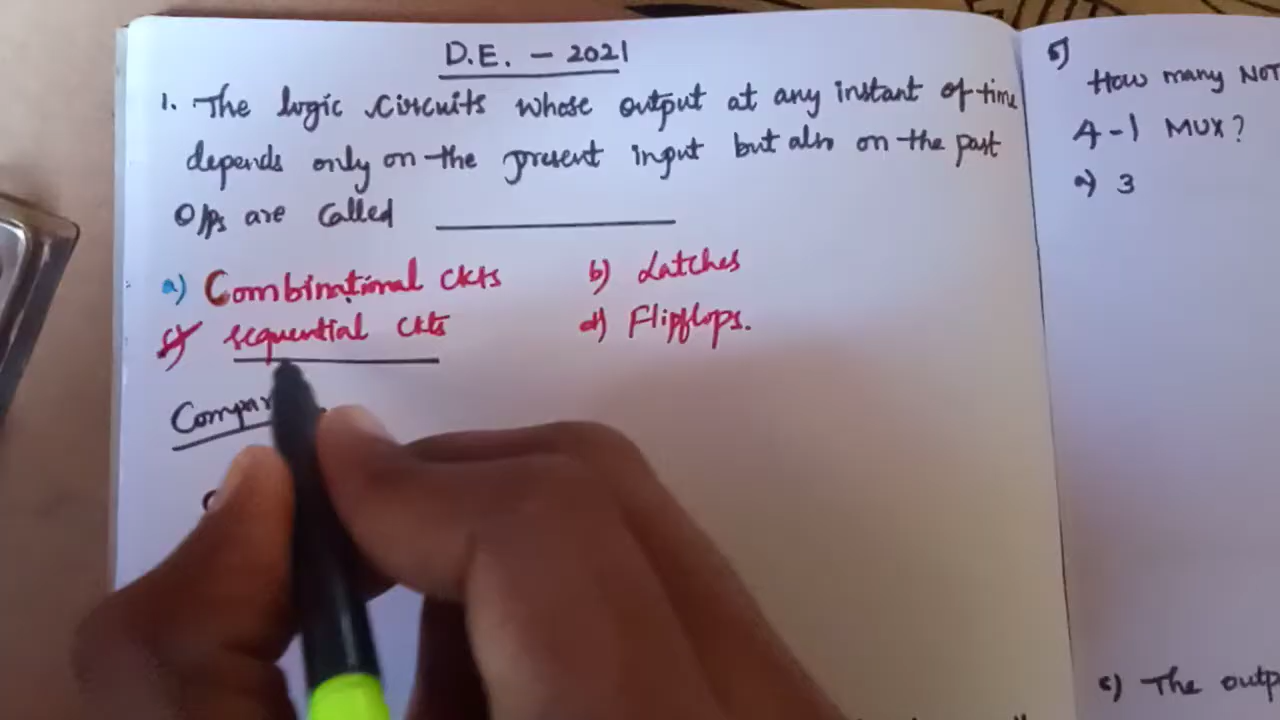 D.E. - 2021
1. The logic circuits whose output at any instant of time
depends only on the present input but also on the past
O/ps are called ________
a) Combinational ckts b) Latches
c) sequential ckts d) Flipflops.
5)
How many NOT
4-1 MUX?
a) 3
c) The outp